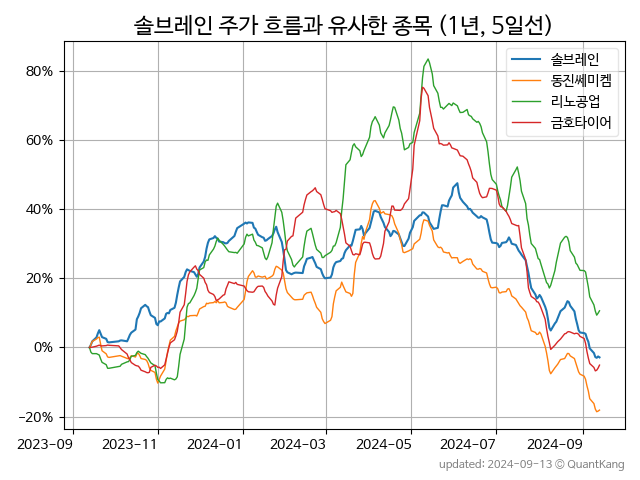 솔브레인 주가 흐름과 유사한 종목 (1년, 5일선)
솔브레인
동진쎄미켐
리노공업
금호타이어
80%
60%
40%
20%
0%
−20%
2023-09
2023-11
2024-01
2024-03
2024-05
2024-07
2024-09
updated: 2024-09-13 © QuantKang